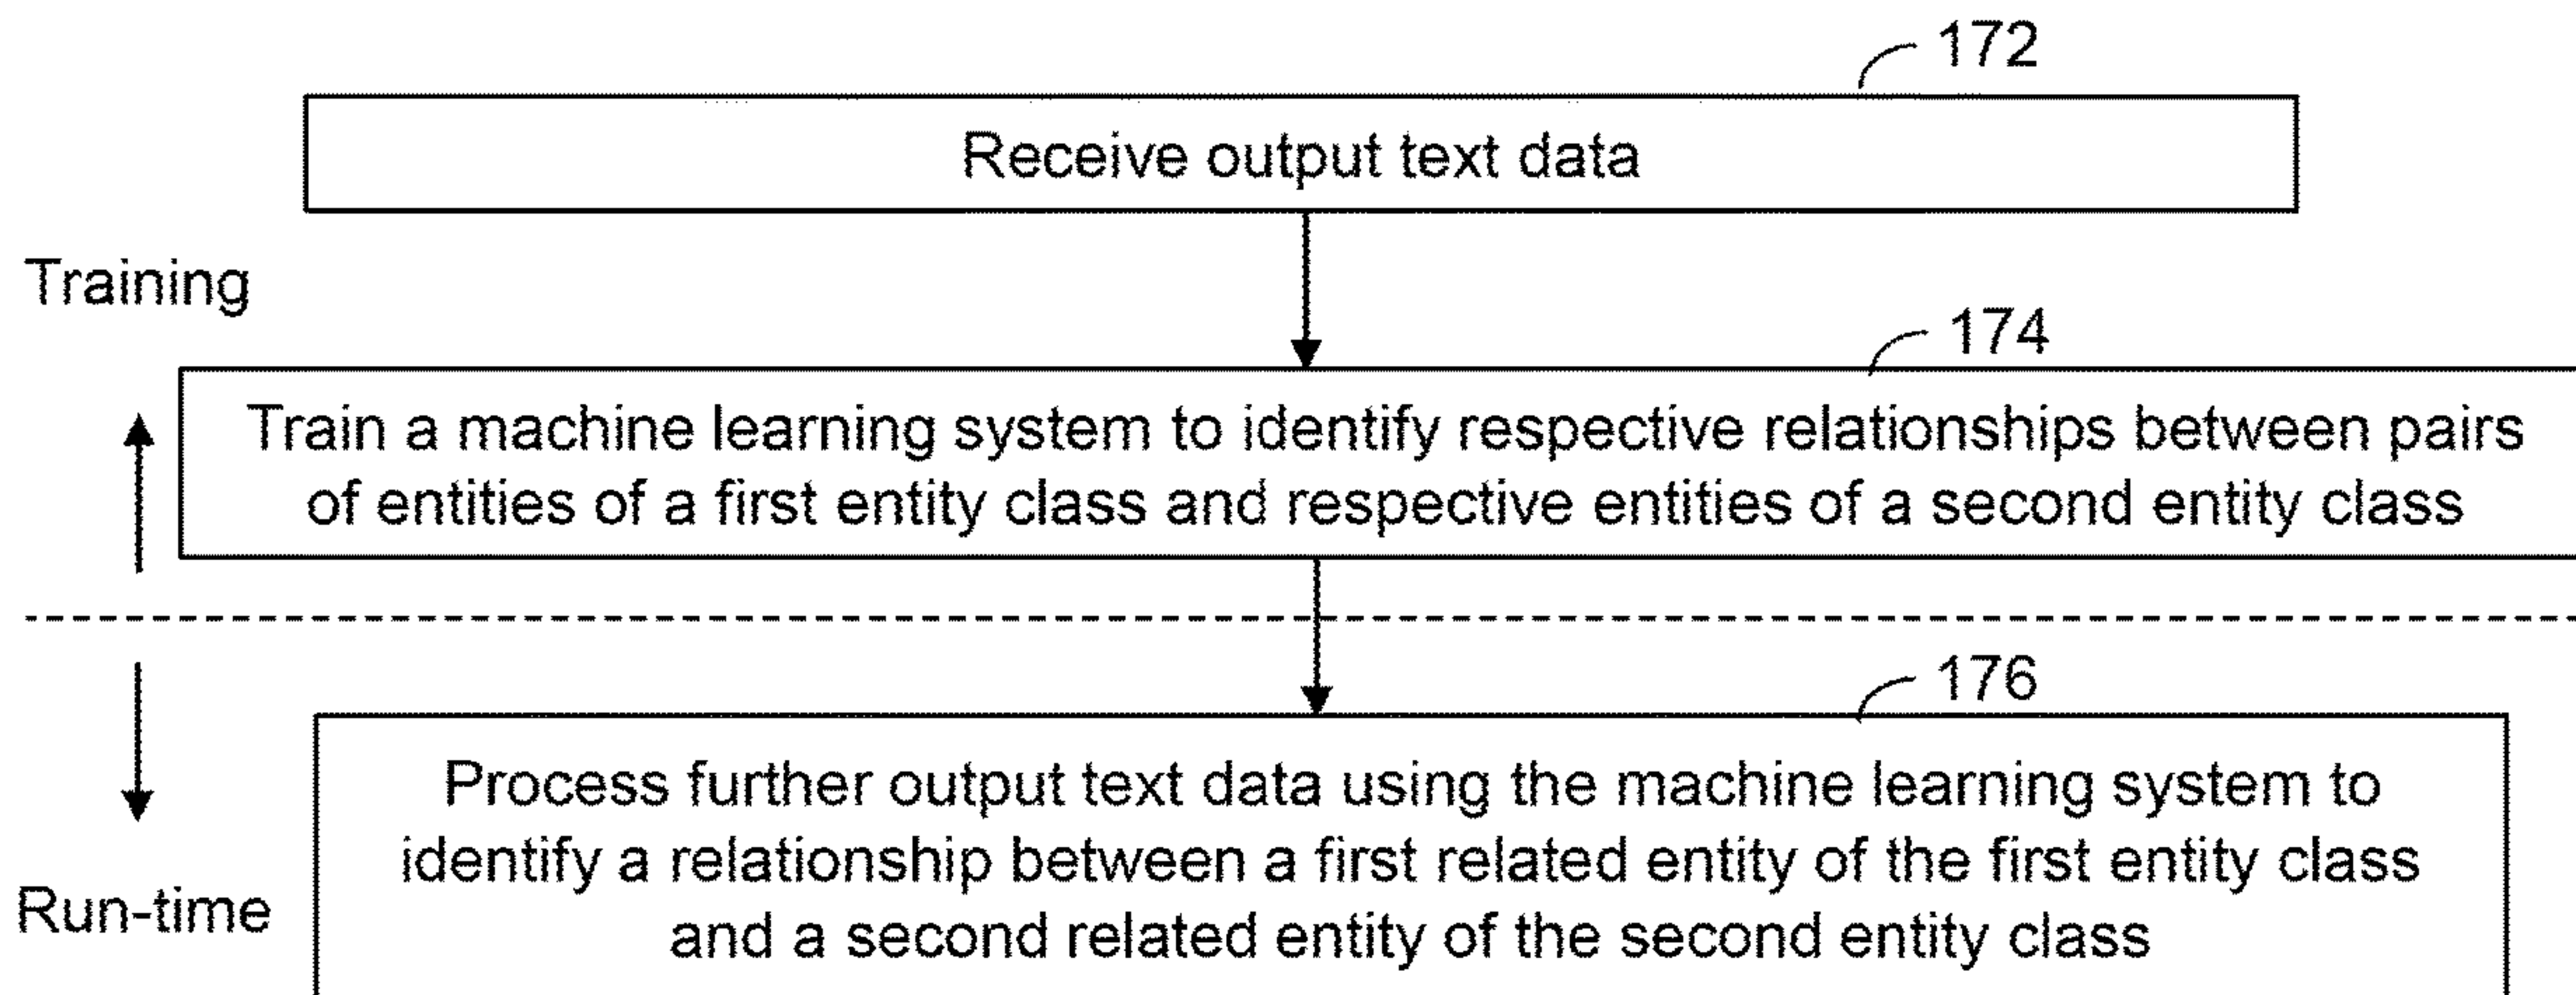 172
Receive output text data
Training
174
Train a machine learning system to identify respective relationships between pairs
of entities of a first entity class and respective entities of a second entity class
176
Process further output text data using the machine learning system to
identify a relationship between a first related entity of the first entity class
and a second related entity of the second entity class
Run-time